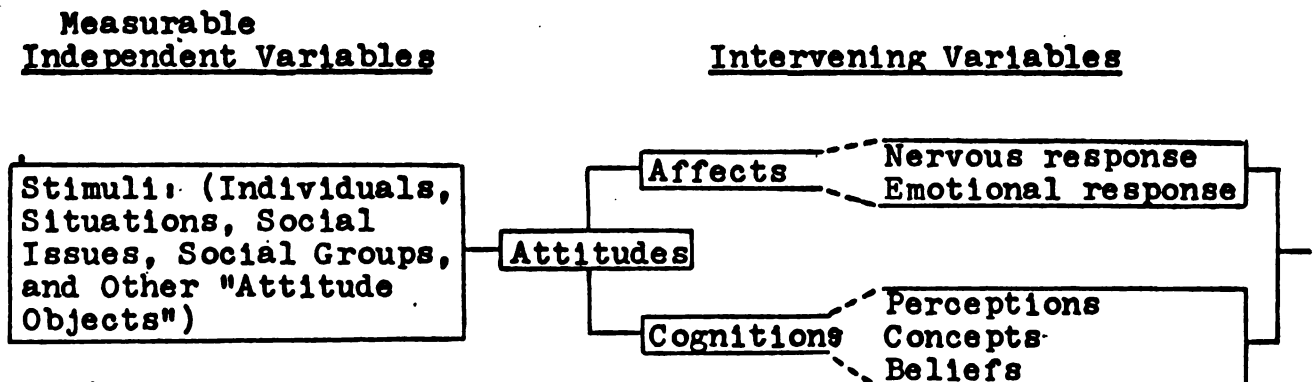 Measurable
Independent Variables
Intervening Variables
Stimuli: (Individuals,
Situations, Social
Issues, Social Groups,
and Other "Attitude
Objects")
Attitudes
Affects
Nervous response
Emotional response
Cognitions
Perceptions
Concepts
Beliefs